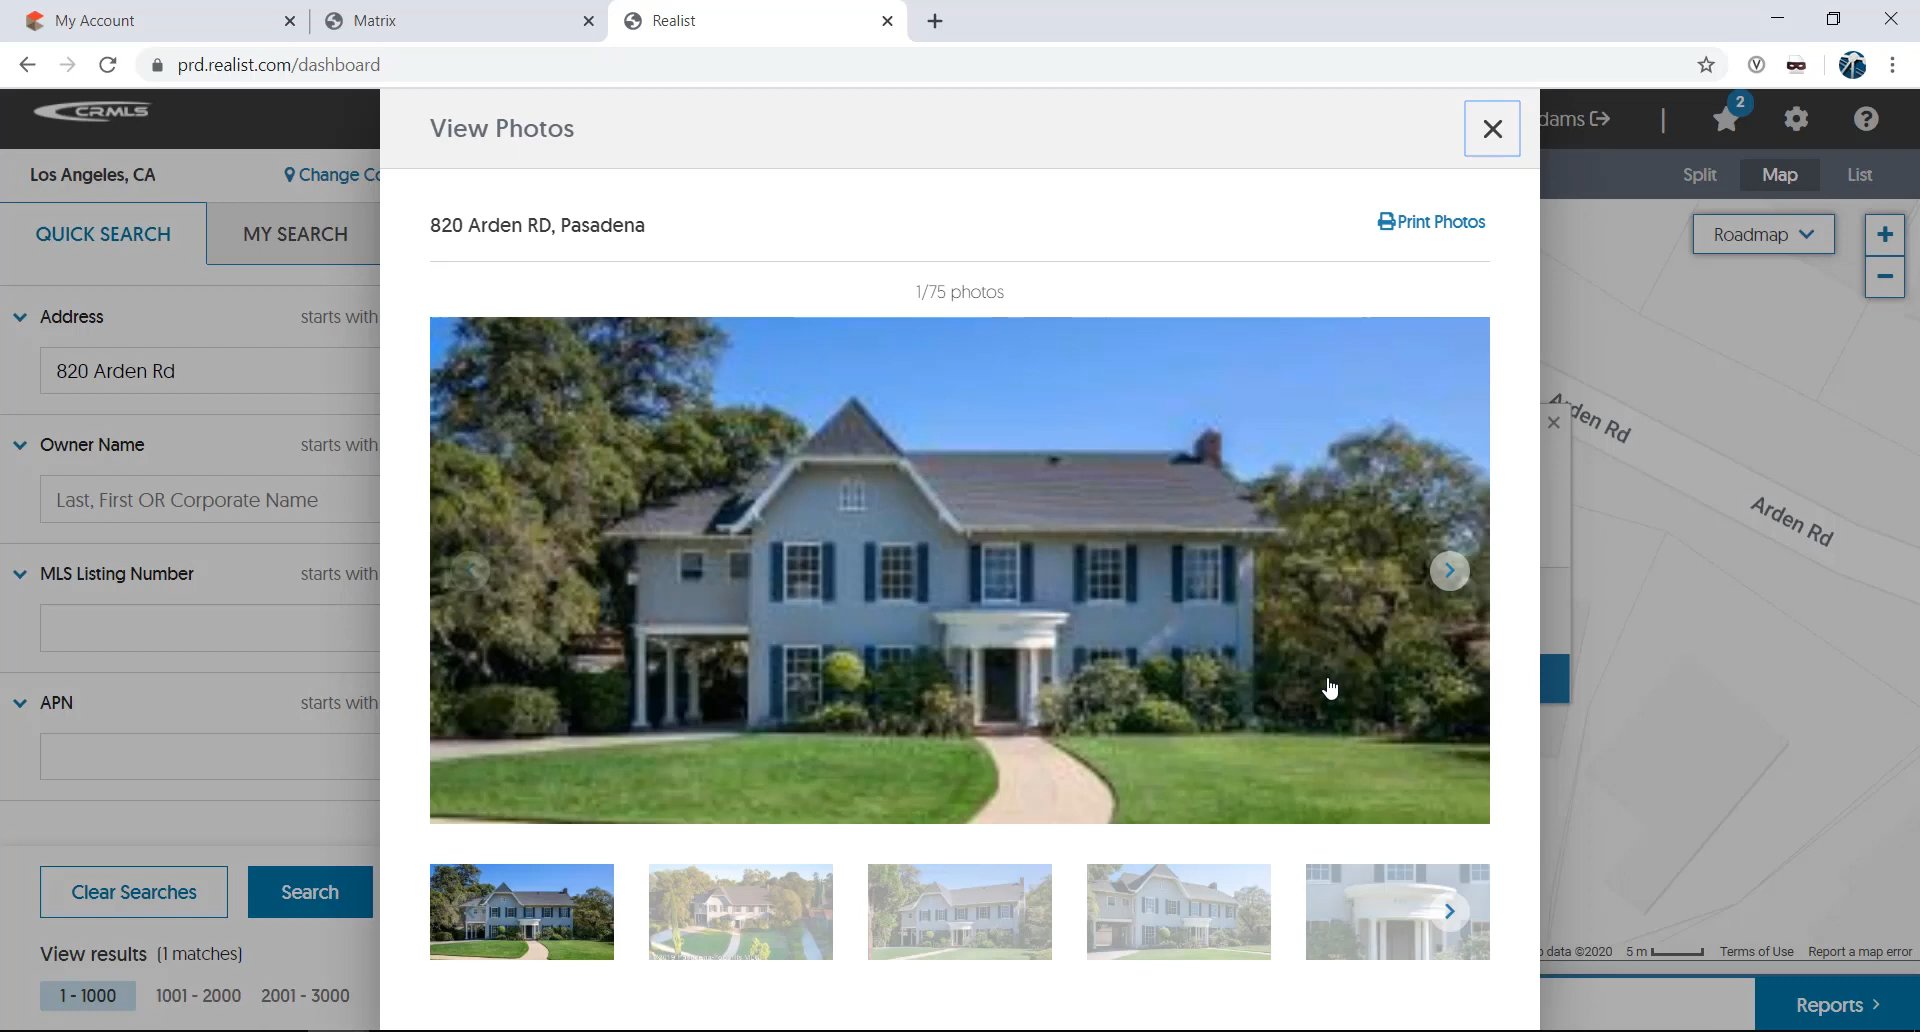 My Account
Matrix
Realist
prd.realist.com/dashboard
CRMLS
View Photos
dams
2
Los Angeles, CA
Change Co
Split
Map
List
QUICK SEARCH
MY SEARCH
820 Arden RD, Pasadena
Print Photos
Roadmap
1/75 photos
Address
starts with
820 Arden Rd
Arden Rd
Arden Rd
Owner Name
starts with
Last, First OR Corporate Name
MLS Listing Number
starts with
APN
starts with
Clear Searches
Search
View results (1 matches)
1 - 1000
1001 - 2000
2001 - 3000
data ©2020
5 m
Terms of Use
Report a map error
Reports